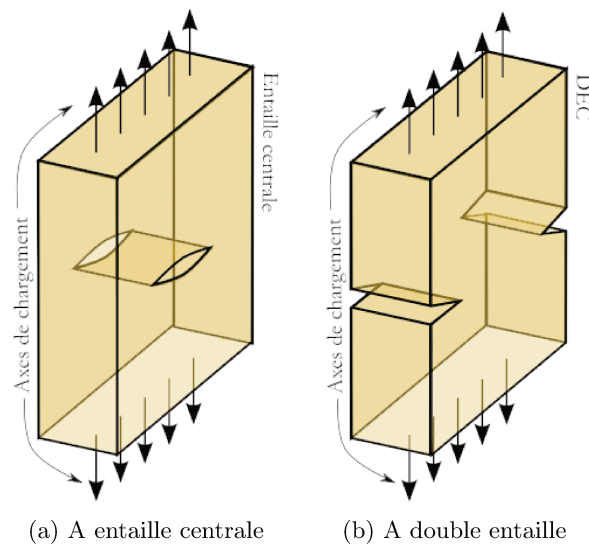 Axes de chargement
Entaille centrale
Axes de chargement
DEC
(a) A entaille centrale
(b) A double entaille